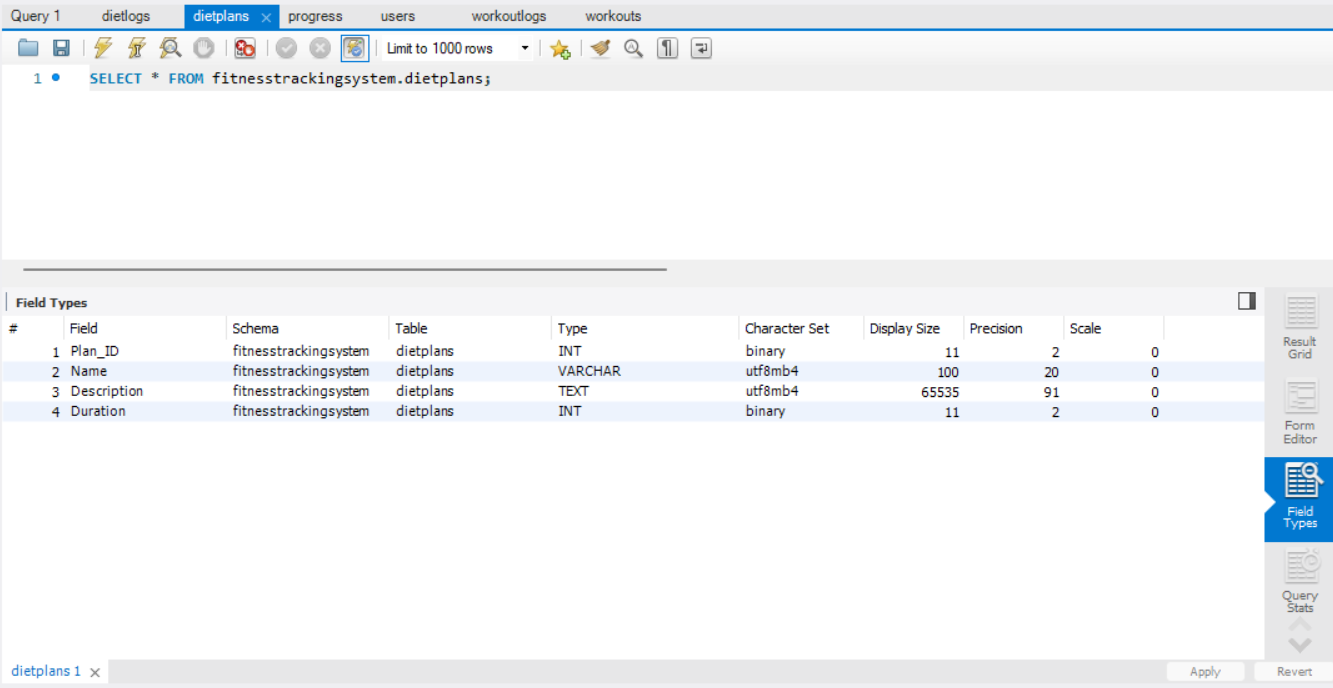 Query 1 dietlogs dietplans progress users workoutlogs workouts
Limit to 1000 rows
1 SELECT * FROM fitnesstrackingsystem.dietplans;
Field Types
# Field Schema Table Type Character Set Display Size Precision Scale
1 Plan_ID fitnesstrackingsystem dietplans INT binary 11 2 0
2 Name fitnesstrackingsystem dietplans VARCHAR utf8mb4 100 20 0
3 Description fitnesstrackingsystem dietplans TEXT utf8mb4 65535 91 0
4 Duration fitnesstrackingsystem dietplans INT binary 11 2 0
Result
Grid
Form
Editor
Field
Types
Query
Stats
dietplans 1
Apply Revert